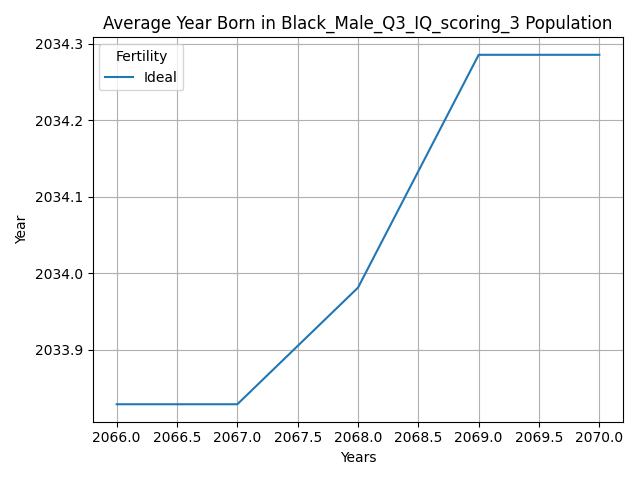 Average Year Born in Black_Male_Q3_IQ_scoring_3 Population
2034.3
2034.2
2034.1
2034.0
2033.9
Year
Fertility
Ideal
2066.0 2066.5 2067.0 2067.5 2068.0 2068.5 2069.0 2069.5 2070.0
Years